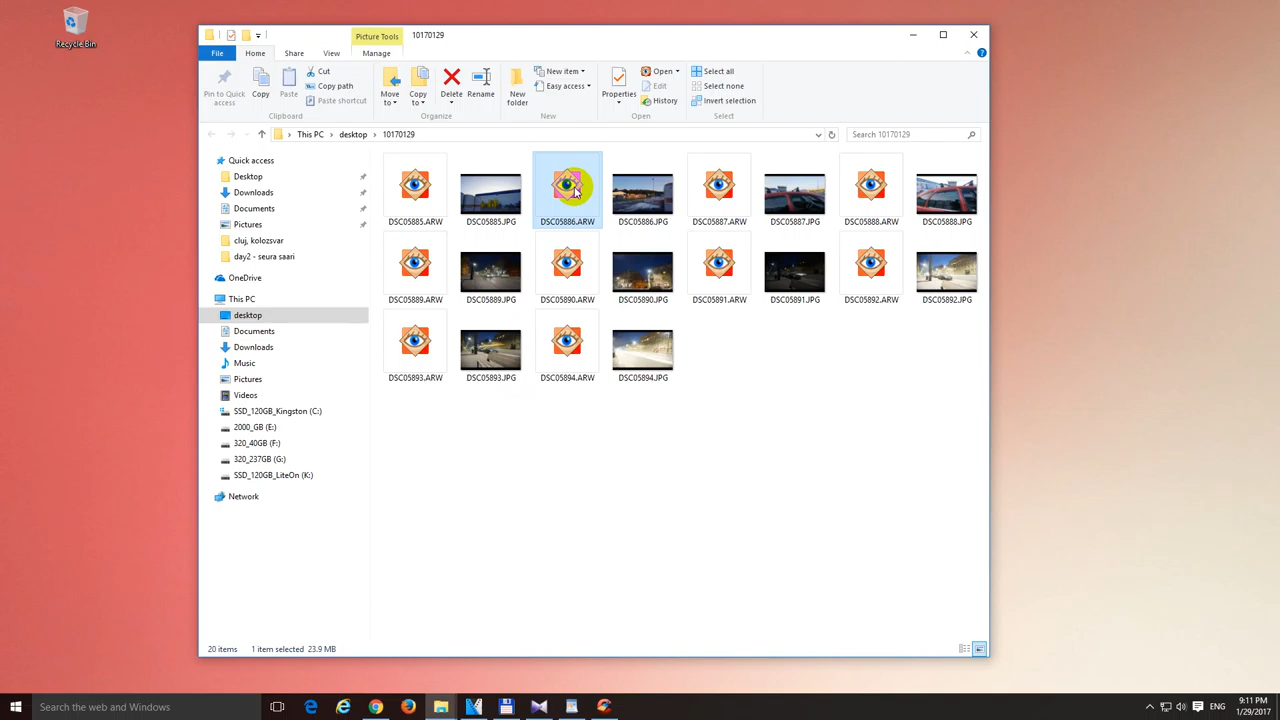 Recycle Bin
Picture Tools
10170129
File
Home
Share
View
Manage
Pin to Quick access
Copy
Paste
Cut
Copy path
Paste shortcut
Clipboard
Move to
Copy to
Delete
Rename
Organize
New folder
New item
Easy access
New
Properties
Open
Edit
History
Open
Select all
Select none
Invert selection
Select
This PC
desktop
10170129
Search 10170129
Quick access
Desktop
Downloads
Documents
Pictures
cluj, kolozsvar
day2 - seura saari
OneDrive
This PC
desktop
Documents
Downloads
Music
Pictures
Videos
SSD_120GB_Kingston (C:)
2000_GB (E:)
320_40GB (F:)
320_237GB (G:)
SSD_120GB_LiteOn (K:)
Network
DSC05885.ARW
DSC05885.JPG
DSC05886.ARW
DSC05886.JPG
DSC05887.ARW
DSC05887.JPG
DSC05888.ARW
DSC05888.JPG
DSC05889.ARW
DSC05889.JPG
DSC05890.ARW
DSC05890.JPG
DSC05891.ARW
DSC05891.JPG
DSC05892.ARW
DSC05892.JPG
DSC05893.ARW
DSC05893.JPG
DSC05894.ARW
DSC05894.JPG
20 items
1 item selected 23.9 MB
Search the web and Windows
ENG
9:11 PM
1/29/2017